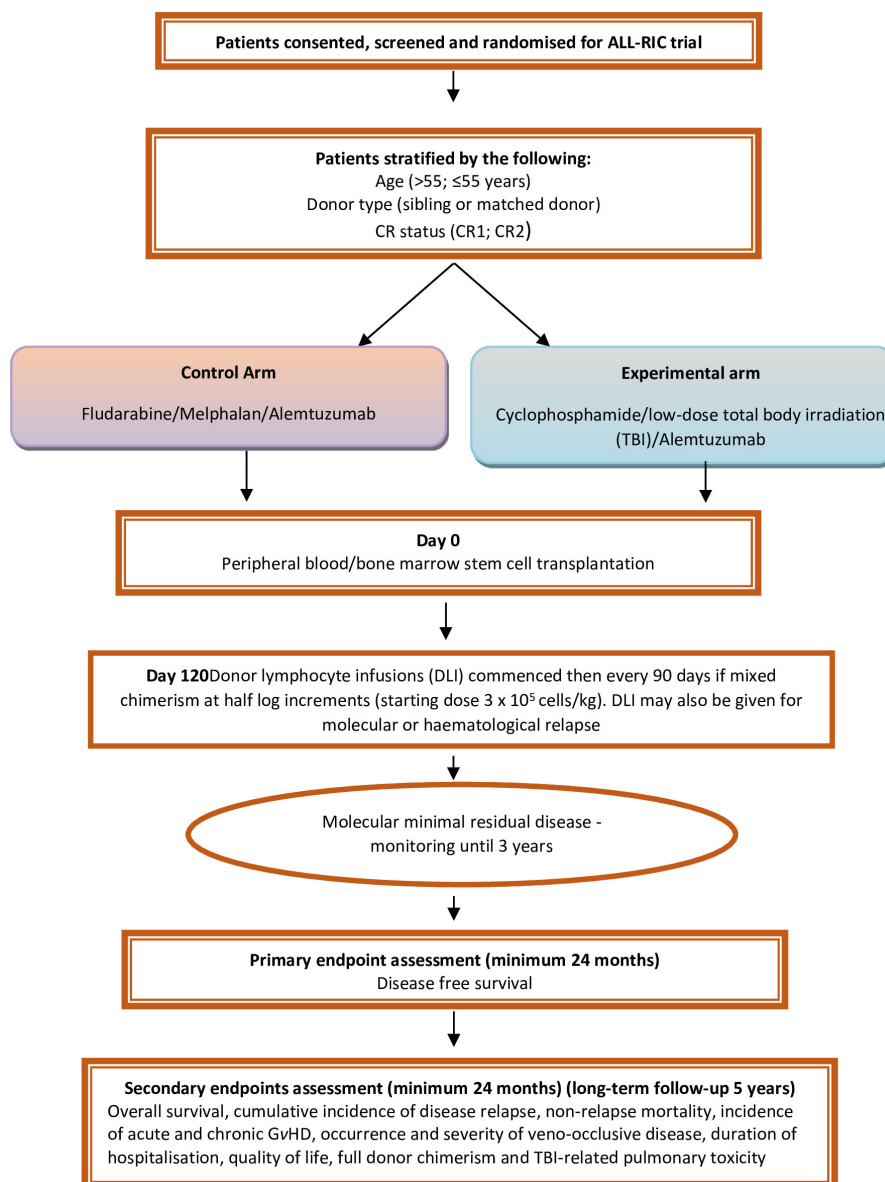 Patients consented, screened and randomised for ALL-RIC trial
Patients stratified by the following:
Age (>55; ≤55 years)
Donor type (sibling or matched donor)
CR status (CR1; CR2)
Control Arm
Fludarabine/Melphalan/Alemtuzumab
Experimental arm
Cyclophosphamide/low-dose total body irradiation
(TBI)/Alemtuzumab
Day 0
Peripheral blood/bone marrow stem cell transplantation
Day 120Donor lymphocyte infusions (DLI) commenced then every 90 days if mixed
chimerism at half log increments (starting dose 3 x 10⁵ cells/kg). DLI may also be given for
molecular or haematological relapse
Molecular minimal residual disease -
monitoring until 3 years
Primary endpoint assessment (minimum 24 months)
Disease free survival
Secondary endpoints assessment (minimum 24 months) (long-term follow-up 5 years)
Overall survival, cumulative incidence of disease relapse, non-relapse mortality, incidence
of acute and chronic GvHD, occurrence and severity of veno-occlusive disease, duration of
hospitalisation, quality of life, full donor chimerism and TBI-related pulmonary toxicity